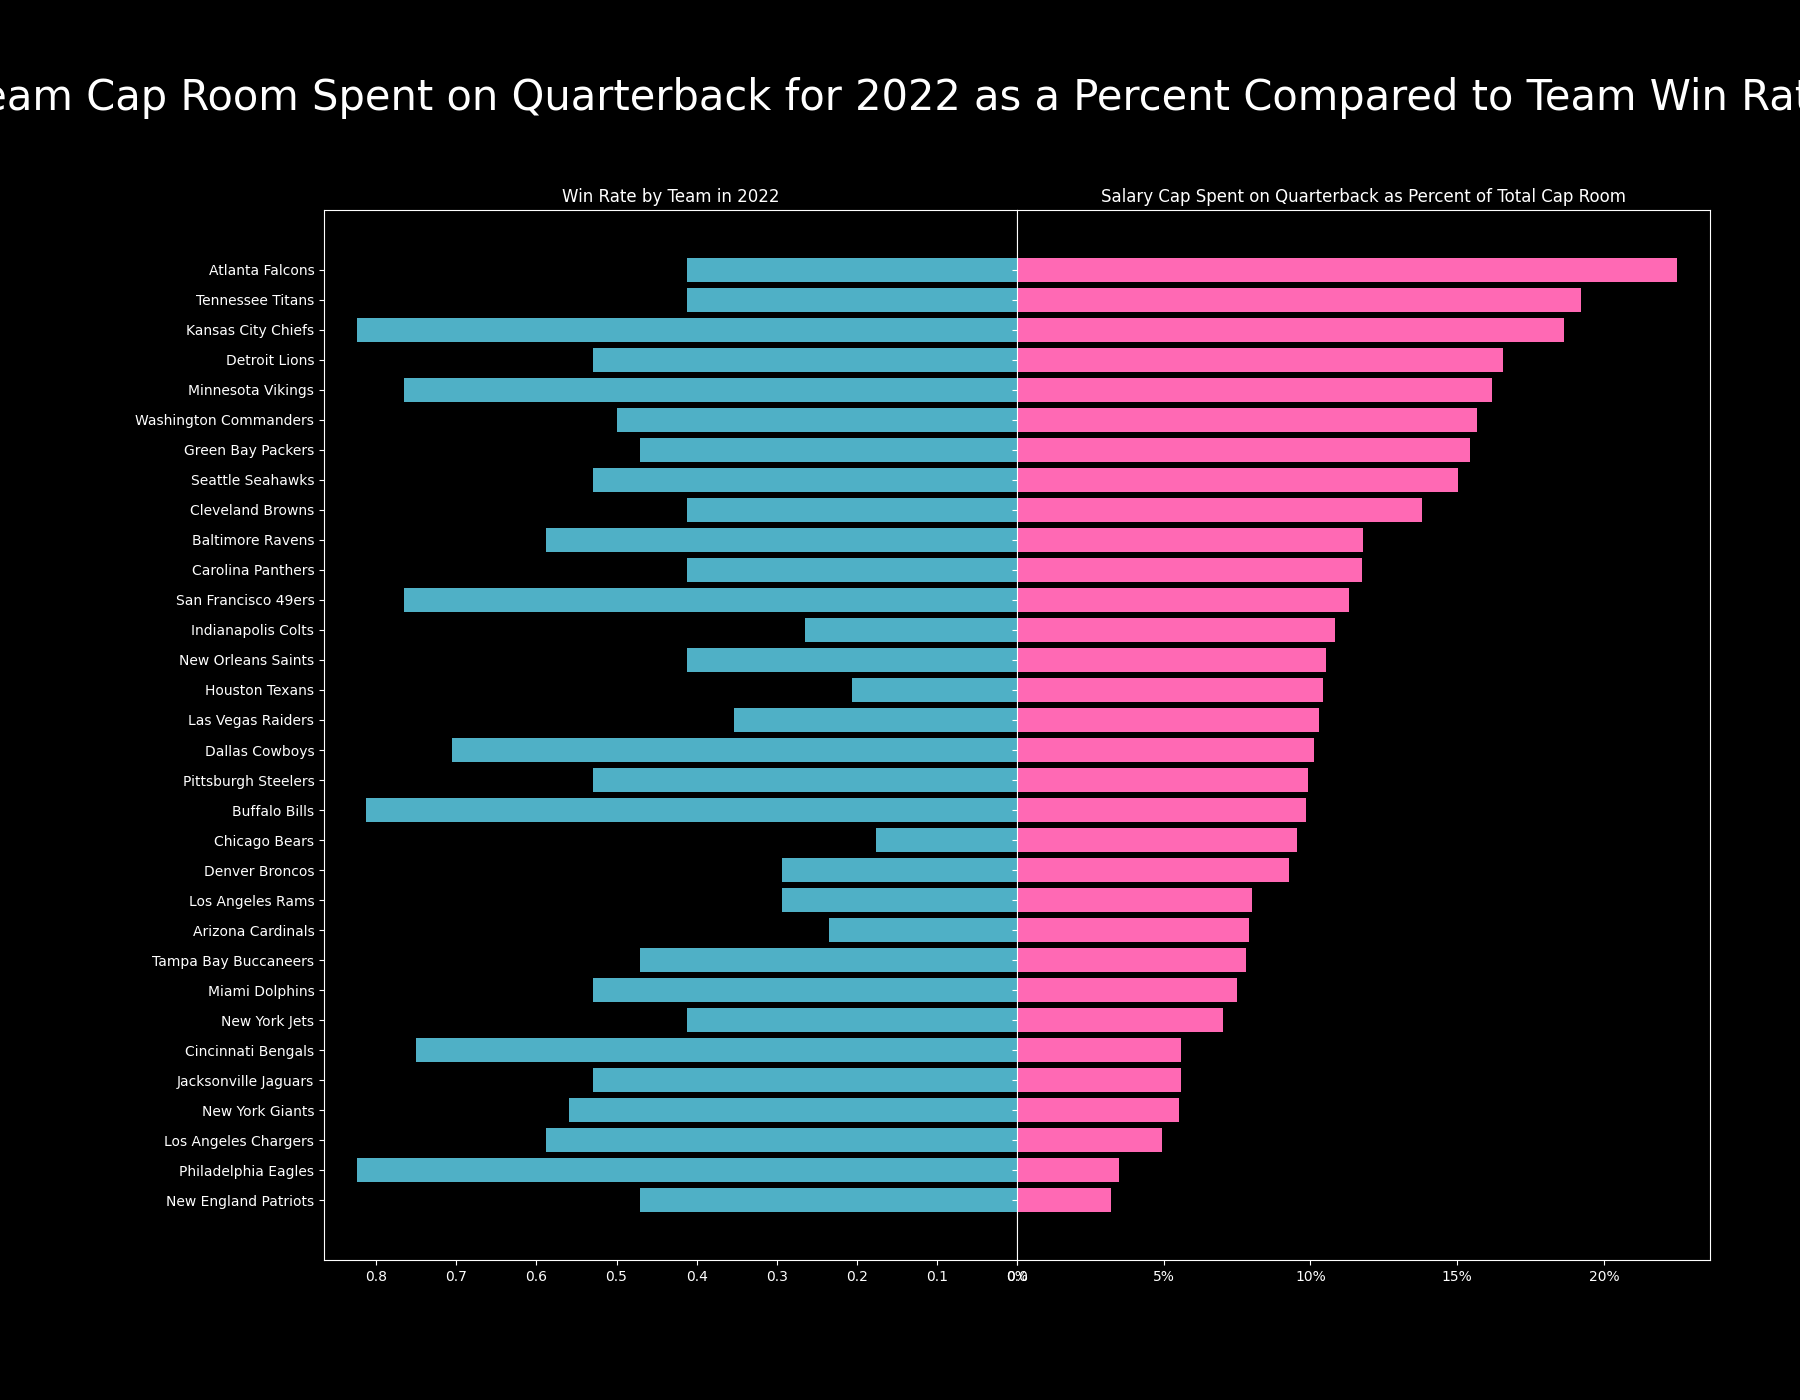 eam Cap Room Spent on Quarterback for 2022 as a Percent Compared to Team Win Rat
Win Rate by Team in 2022
Salary Cap Spent on Quarterback as Percent of Total Cap Room
Atlanta Falcons
Tennessee Titans
Kansas City Chiefs
Detroit Lions
Minnesota Vikings
Washington Commanders
Green Bay Packers
Seattle Seahawks
Cleveland Browns
Baltimore Ravens
Carolina Panthers
San Francisco 49ers
Indianapolis Colts
New Orleans Saints
Houston Texans
Las Vegas Raiders
Dallas Cowboys
Pittsburgh Steelers
Buffalo Bills
Chicago Bears
Denver Broncos
Los Angeles Rams
Arizona Cardinals
Tampa Bay Buccaneers
Miami Dolphins
New York Jets
Cincinnati Bengals
Jacksonville Jaguars
New York Giants
Los Angeles Chargers
Philadelphia Eagles
New England Patriots
0.8 0.7 0.6 0.5 0.4 0.3 0.2 0.1 5% 10% 15% 20%